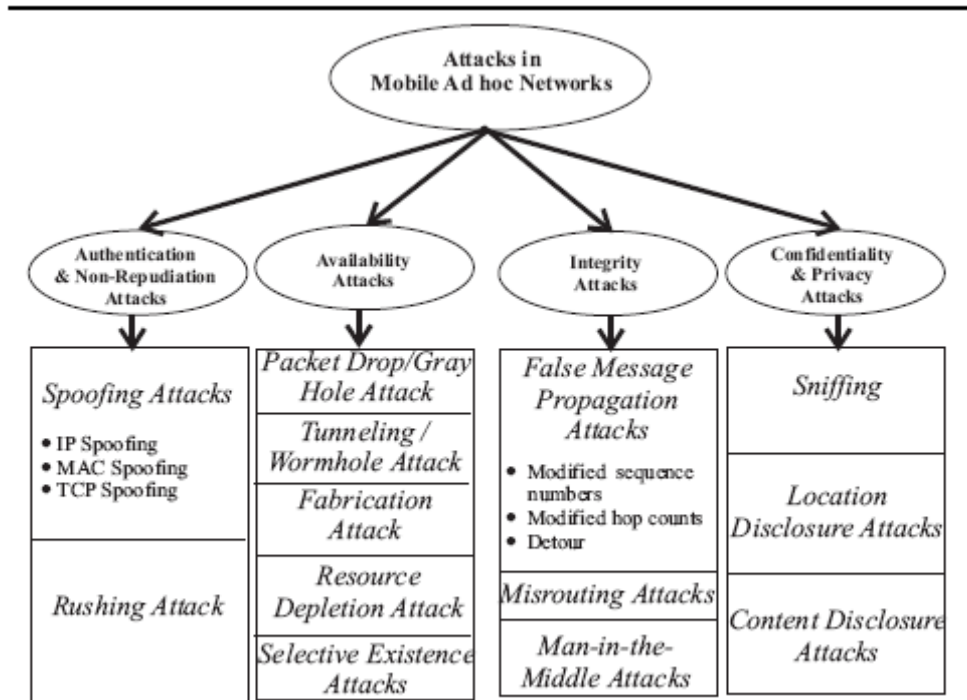 Attacks in
Mobile Ad hoc Networks
Authentication
& Non-Repudiation
Attacks
Availability
Attacks
Integrity
Attacks
Confidentiality
& Privacy
Attacks
Spoofing Attacks
• IP Spoofing
• MAC Spoofing
• TCP Spoofing
Rushing Attack
Packet Drop/Gray
Hole Attack
Tunneling /
Wormhole Attack
Fabrication
Attack
Resource
Depletion Attack
Selective Existence
Attacks
False Message
Propagation
Attacks
• Modified sequence
numbers
• Modified hop counts
• Detour
Misrouting Attacks
Man-in-the-
Middle Attacks
Sniffing
Location
Disclosure Attacks
Content Disclosure
Attacks